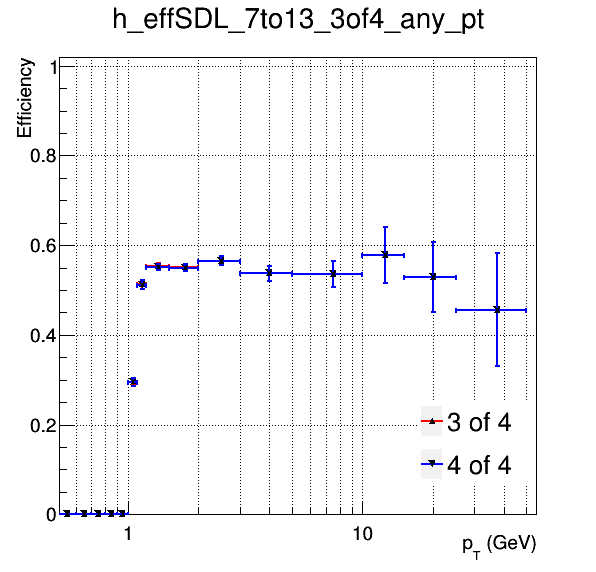 h_effSDL_7to13_3of4_any_pt
Efficiency
1
0.8
0.6
0.4
0.2
0
3 of 4
4 of 4
1
10
p_T (GeV)